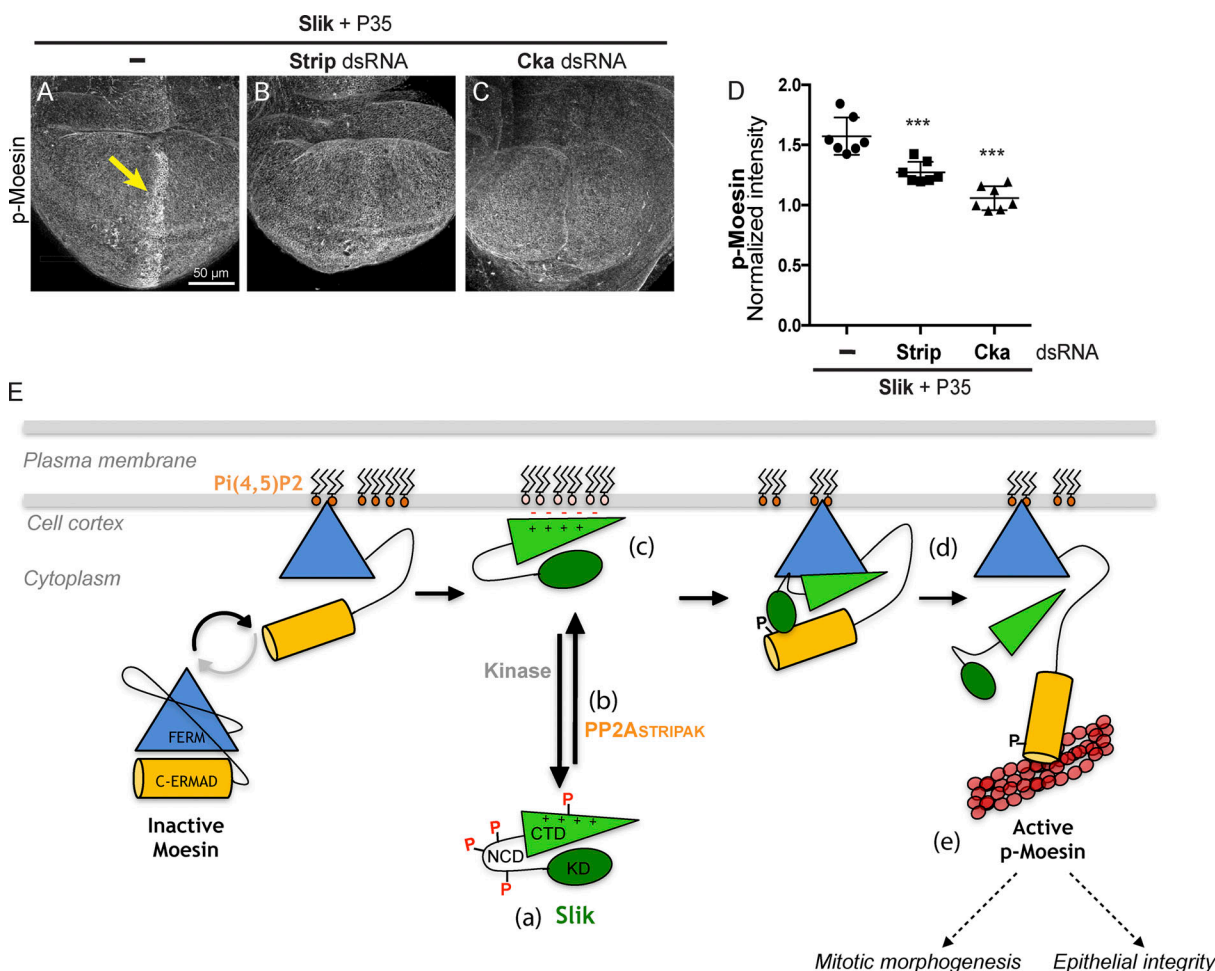 Slik + P35
–
Strip dsRNA
Cka dsRNA
p-Moesin
A
B
C
50 µm
D
p-Moesin
Normalized intensity
2.0
1.5
1.0
0.5
0.0
***
***
– Strip Cka dsRNA
Slik + P35
E
Plasma membrane
Pi(4,5)P2
Cell cortex
Cytoplasm
- - - - -
+ + + +
(c)
(d)
P
Kinase
(b)
PP2ASTRIPAK
FERM
C-ERMAD
Inactive
Moesin
P
P
P
P
+ + + +
CTD
NCD
KD
(a) Slik
P
(e)
Active
p-Moesin
Mitotic morphogenesis
Epithelial integrity